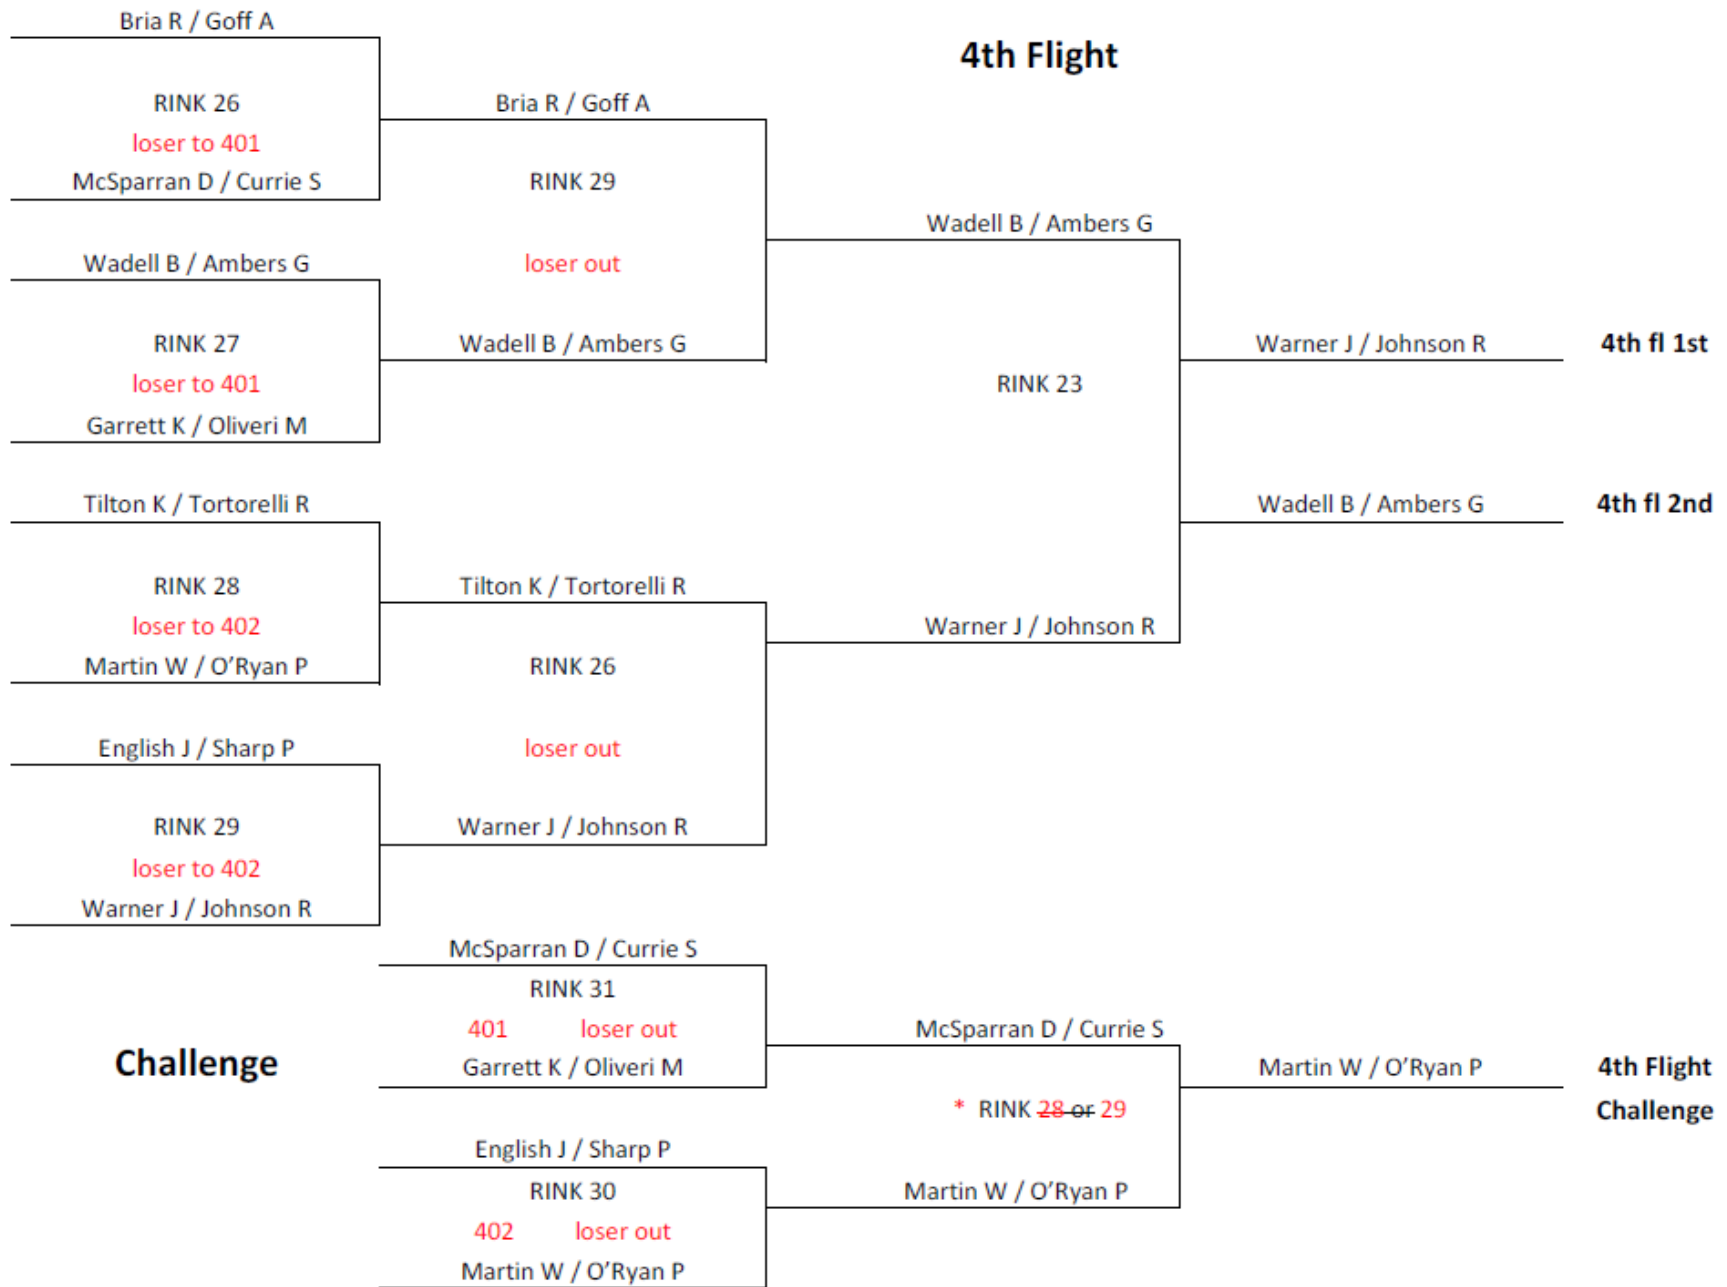 Bria R / Goff A
4th Flight
RINK 26
Bria R / Goff A
loser to 401
McSparran D / Currie S
RINK 29
Wadell B / Ambers G
Wadell B / Ambers G
loser out
RINK 27
Wadell B / Ambers G
Warner J / Johnson R
4th fl 1st
loser to 401
RINK 23
Garrett K / Oliveri M
Tilton K / Tortorelli R
Wadell B / Ambers G
4th fl 2nd
RINK 28
Tilton K / Tortorelli R
loser to 402
Warner J / Johnson R
Martin W / O’Ryan P
RINK 26
English J / Sharp P
loser out
RINK 29
Warner J / Johnson R
loser to 402
Warner J / Johnson R
McSparran D / Currie S
RINK 31
401 loser out
McSparran D / Currie S
Challenge
Garrett K / Oliveri M
Martin W / O’Ryan P
4th Flight
Challenge
* RINK 28 or 29
English J / Sharp P
RINK 30
Martin W / O’Ryan P
402 loser out
Martin W / O’Ryan P